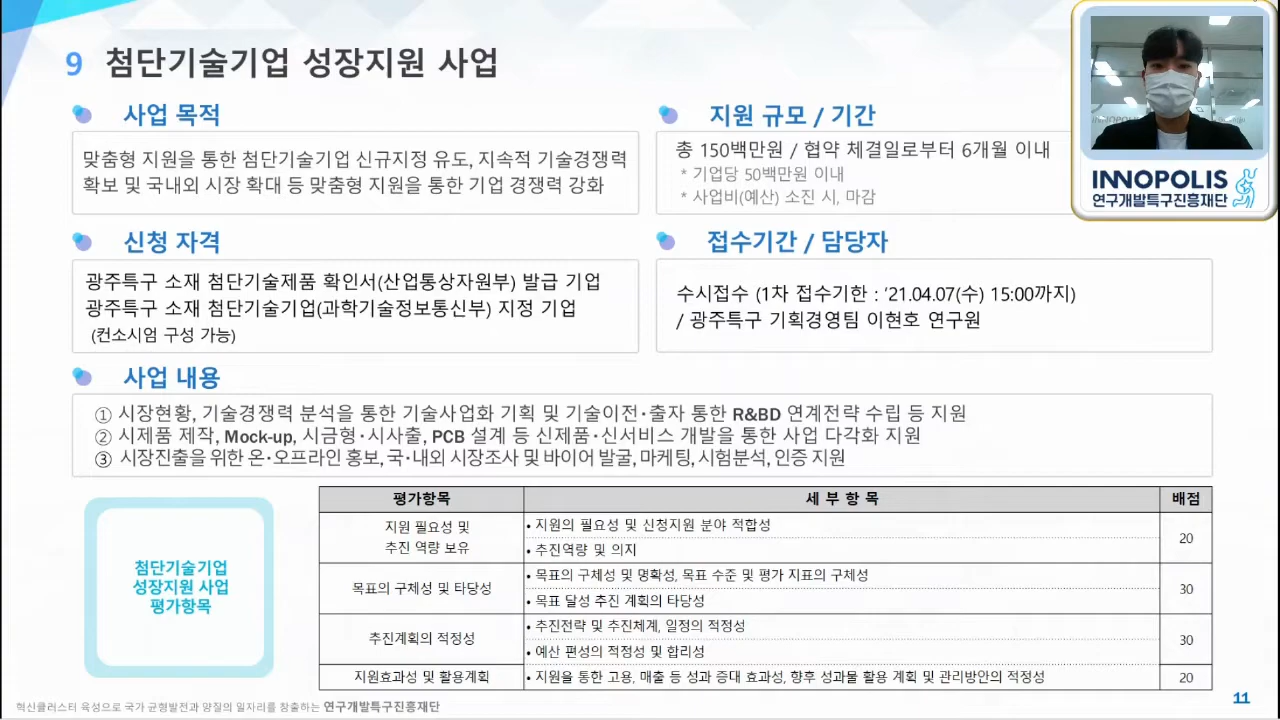 9 첨단기술기업 성장지원 사업
사업 목적
맞춤형 지원을 통한 첨단기술기업 신규지정 유도, 지속적 기술경쟁력
확보 및 국내외 시장 확대 등 맞춤형 지원을 통한 기업 경쟁력 강화
지원 규모 / 기간
총 150백만원 / 협약 체결일로부터 6개월 이내
* 기업당 50백만원 이내
* 사업비(예산) 소진 시, 마감
INNOPOLIS
연구개발특구진흥재단
신청 자격
광주특구 소재 첨단기술제품 확인서(산업통상자원부) 발급 기업
광주특구 소재 첨단기술기업(과학기술정보통신부) 지정 기업
(컨소시엄 구성 가능)
접수기간 / 담당자
수시접수 (1차 접수기한 : ’21.04.07(수) 15:00까지)
/ 광주특구 기획경영팀 이현호 연구원
사업 내용
① 시장현황, 기술경쟁력 분석을 통한 기술사업화 기획 및 기술이전·출자 통한 R&BD 연계전략 수립 등 지원
② 시제품 제작, Mock-up, 시금형·시사출, PCB 설계 등 신제품·신서비스 개발을 통한 사업 다각화 지원
③ 시장진출을 위한 온·오프라인 홍보, 국·내외 시장조사 및 바이어 발굴, 마케팅, 시험분석, 인증 지원
첨단기술기업
성장지원 사업
평가항목
평가항목 세 부 항 목 배점
지원 필요성 및
추진 역량 보유
• 지원의 필요성 및 신청지원 분야 적합성
• 추진역량 및 의지
20
목표의 구체성 및 타당성
• 목표의 구체성 및 명확성, 목표 수준 및 평가 지표의 구체성
• 목표 달성 추진 계획의 타당성
30
추진계획의 적정성
• 추진전략 및 추진체계, 일정의 적정성
• 예산 편성의 적정성 및 합리성
30
지원효과성 및 활용계획
• 지원을 통한 고용, 매출 등 성과 증대 효과성, 향후 성과물 활용 계획 및 관리방안의 적정성
20
혁신클러스터 육성으로 국가 균형발전과 양질의 일자리를 창출하는 연구개발특구진흥재단
11